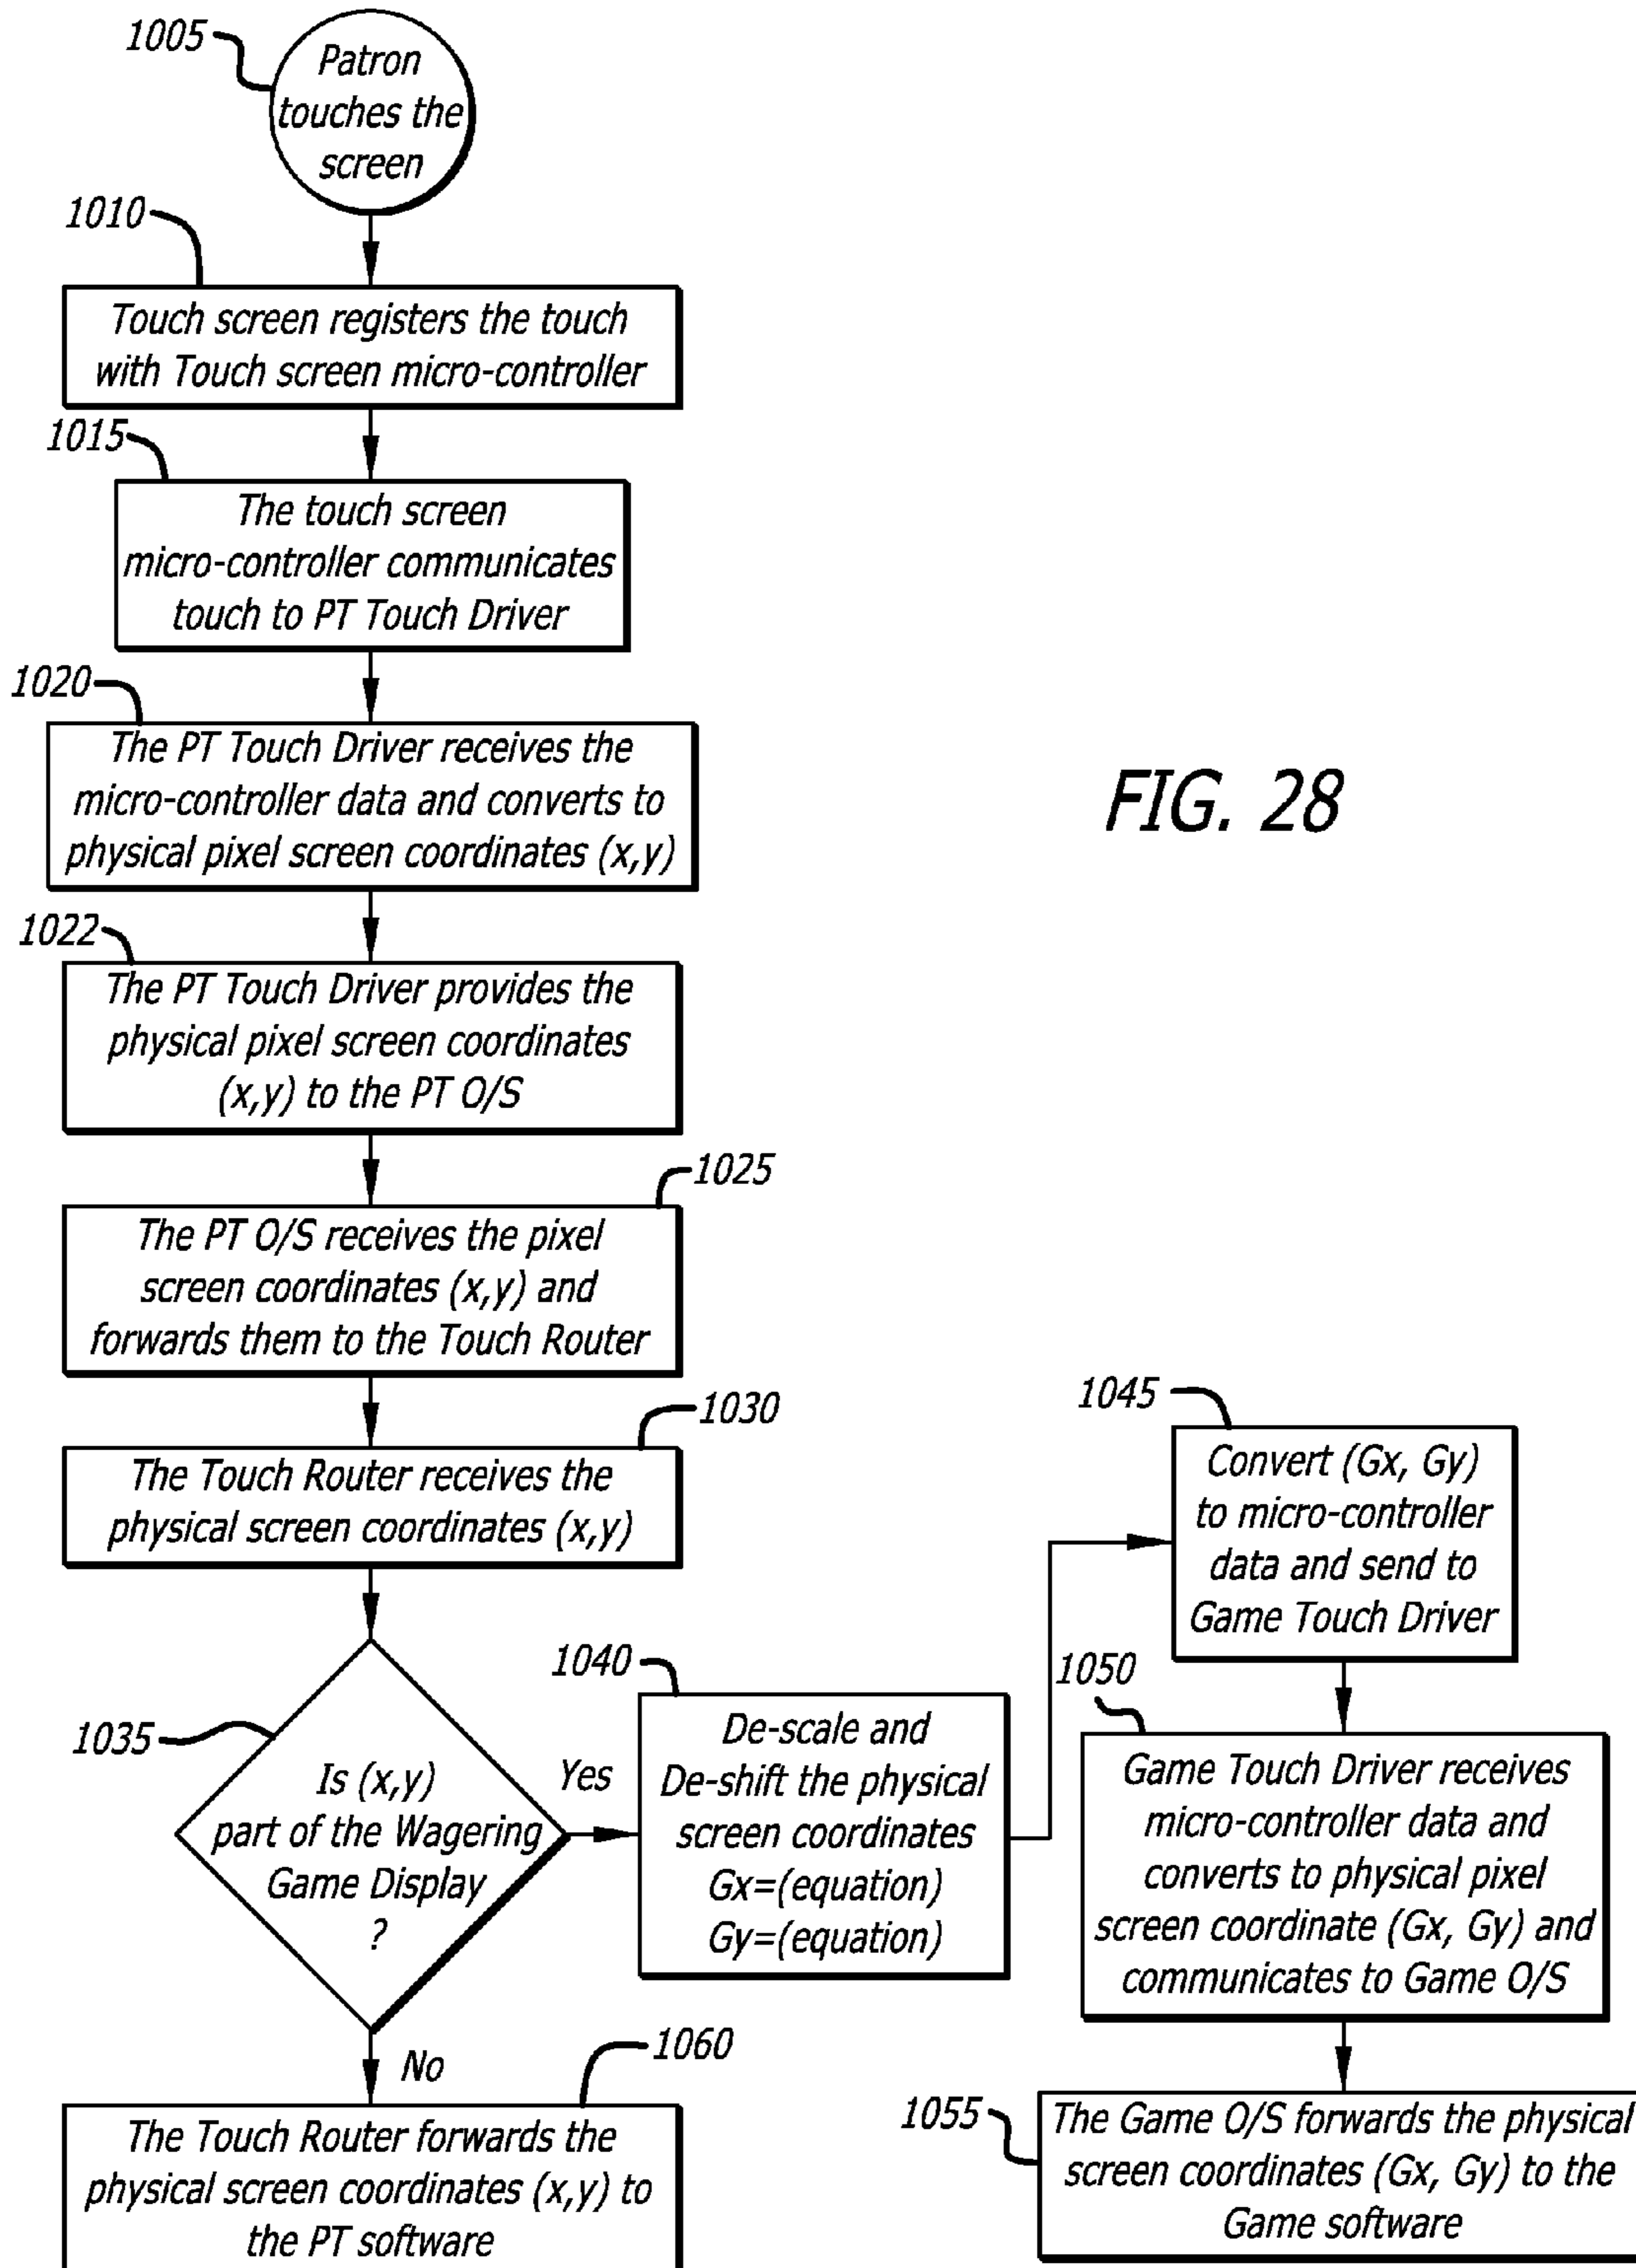 1005
Patron
touches the
screen
1010
Touch screen registers the touch
with Touch screen micro-controller
1015
The touch screen
micro-controller communicates
touch to PT Touch Driver
1020
The PT Touch Driver receives the
micro-controller data and converts to
physical pixel screen coordinates (x,y)
FIG. 28
1022
The PT Touch Driver provides the
physical pixel screen coordinates
(x,y) to the PT O/S
1025
The PT O/S receives the pixel
screen coordinates (x,y) and
forwards them to the Touch Router
1030
The Touch Router receives the
physical screen coordinates (x,y)
1035
Is (x,y)
part of the Wagering
Game Display
?
Yes
1040
De-scale and
De-shift the physical
screen coordinates
Gx=(equation)
Gy=(equation)
1045
Convert (Gx, Gy)
to micro-controller
data and send to
Game Touch Driver
1050
Game Touch Driver receives
micro-controller data and
converts to physical pixel
screen coordinate (Gx, Gy) and
communicates to Game O/S
1055
The Game O/S forwards the physical
screen coordinates (Gx, Gy) to the
Game software
No
1060
The Touch Router forwards the
physical screen coordinates (x,y) to
the PT software